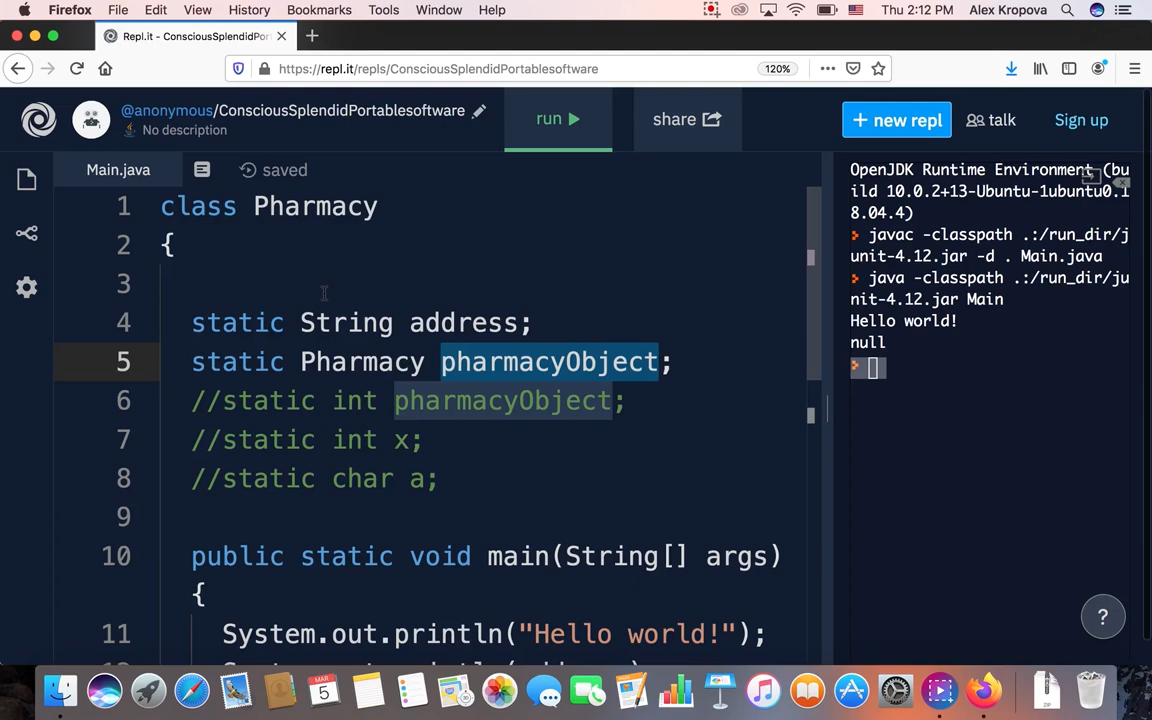 Firefox File Edit View History Bookmarks Tools Window Help Thu 2:12 PM Alex Kropova
Repl.it - ConsciousSplendidPor
https://repl.it/repls/ConsciousSplendidPortablesoftware 120%
@anonymous/ConsciousSplendidPortablesoftware
No description
run
share
+ new repl
talk
Sign up
Main.java
saved
1 class Pharmacy
2 {
3
4 static String address;
5 static Pharmacy pharmacyObject;
6 //static int pharmacyObject;
7 //static int x;
8 //static char a;
9
10 public static void main(String[] args)
{
11 System.out.println("Hello world!");
OpenJDK Runtime Environment (bu
ild 10.0.2+13-Ubuntu-1ubuntu0.1
8.04.4)
javac -classpath .:/run_dir/j
unit-4.12.jar -d . Main.java
java -classpath .:/run_dir/ju
nit-4.12.jar Main
Hello world!
null
?
MAR
5
ZIP